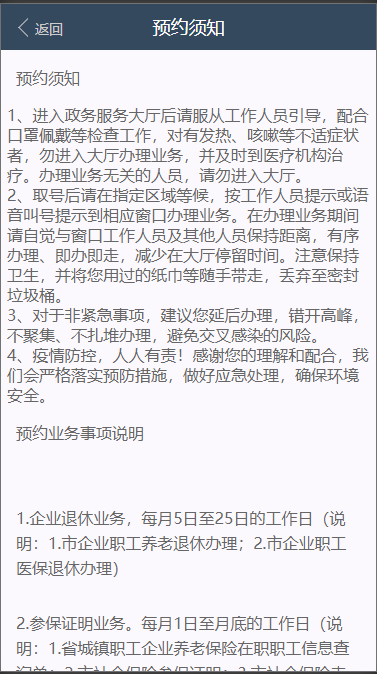 返回
预约须知
预约须知
1、进入政务服务大厅后请服从工作人员引导，配合
口罩佩戴等检查工作，对有发热、咳嗽等不适症状
者，勿进入大厅办理业务，并及时到医疗机构治
疗。办理业务无关的人员，请勿进入大厅。
2、取号后请在指定区域等候，按工作人员提示或语
音叫号提示到相应窗口办理业务。在办理业务期间
请自觉与窗口工作人员及其他人员保持距离，有序
办理、即办即走，减少在大厅停留时间。注意保持
卫生，并将您用过的纸巾等随手带走，丢弃至密封
垃圾桶。
3、对于非紧急事项，建议您延后办理，错开高峰，
不聚集、不扎堆办理，避免交叉感染的风险。
4、疫情防控，人人有责！感谢您的理解和配合，我
们会严格落实预防措施，做好应急处理，确保环境
安全。
预约业务事项说明
1.企业退休业务，每月5日至25日的工作日（说
明：1.市企业职工养老退休办理；2.市企业职工
医保退休办理）
2.参保证明业务。每月1日至月底的工作日（说
明：1.省城镇职工企业养老保险在职职工信息查
询单；2.市社会保险参保证明；3.市社会保险